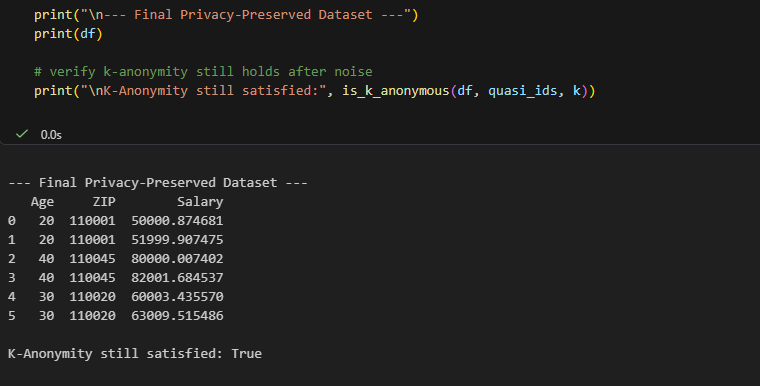 print("\n--- Final Privacy-Preserved Dataset ---")
print(df)
# verify k-anonymity still holds after noise
print("\nK-Anonymity still satisfied:", is_k_anonymous(df, quasi_ids, k))
0.0s
--- Final Privacy-Preserved Dataset ---
   Age     ZIP        Salary
0   20  110001  50000.874681
1   20  110001  51999.907475
2   40  110045  80000.007402
3   40  110045  82001.684537
4   30  110020  60003.435570
5   30  110020  63009.515486
K-Anonymity still satisfied: True